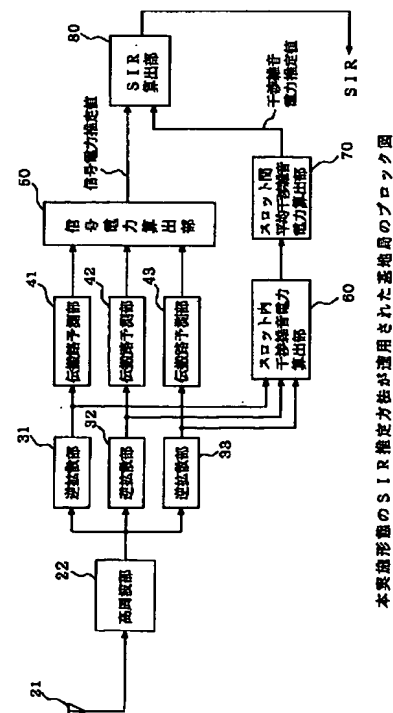 21
22
高周波部
31
逆拡散部
32
逆拡散部
33
逆拡散部
41
伝搬路予測部
42
伝搬路予測部
43
伝搬路予測部
50
信号電力算出部
信号電力推定値
60
スロット内
干渉雑音電力
算出部
70
スロット間
平均干渉雑音
電力算出部
干渉雑音
電力推定値
80
SIR
算出部
SIR
本実施形態のSIR推定方法が適用された基地局のブロック図